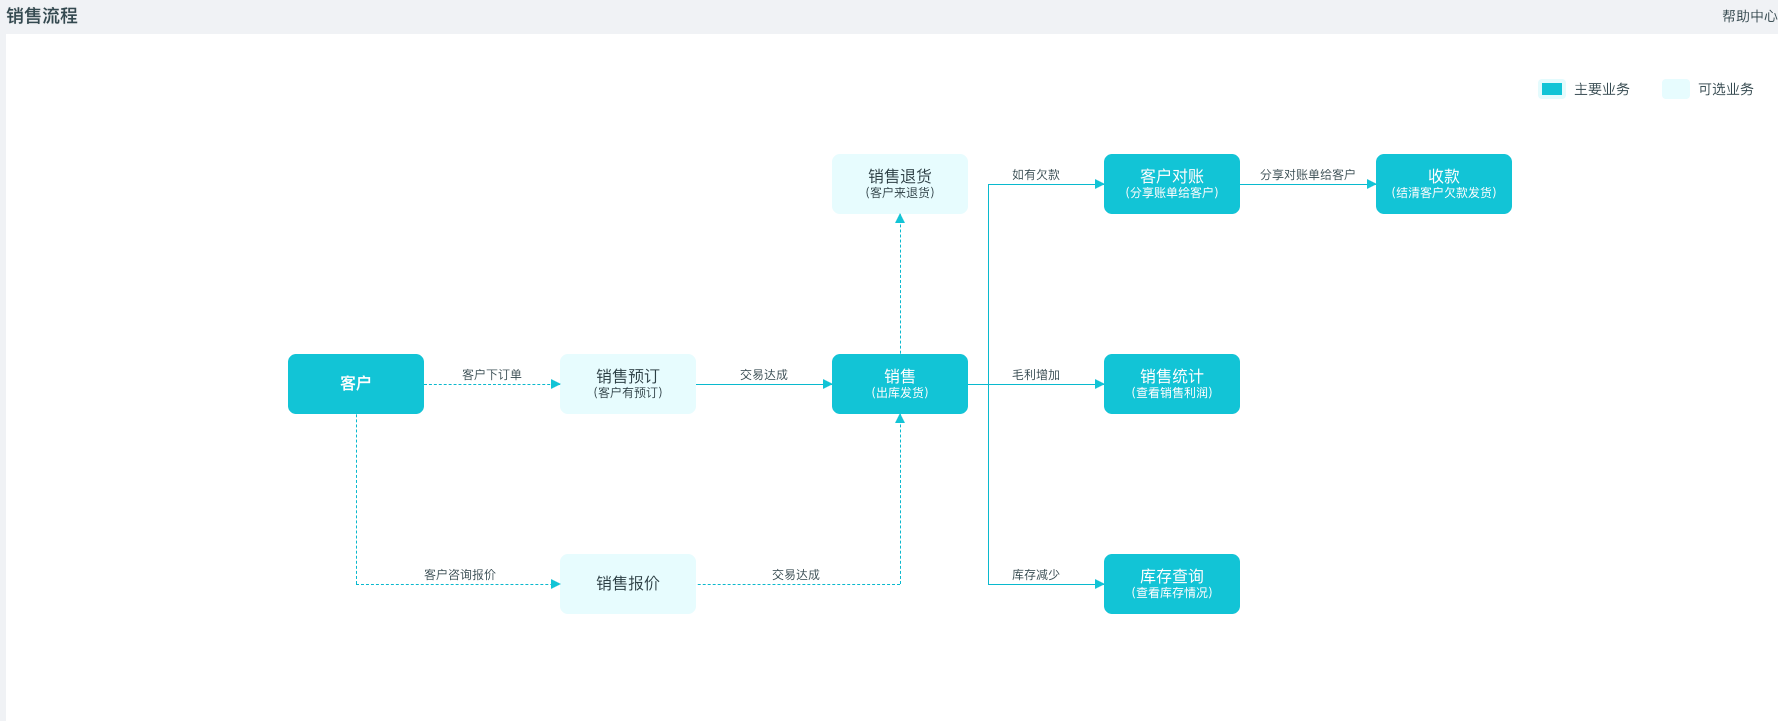 销售流程
帮助中心
主要业务
可选业务
销售退货
(客户来退货)
如有欠款
客户对账
(分享账单给客户)
分享对账单给客户
收款
(结清客户欠款发货)
客户
客户下订单
销售预订
(客户有预订)
交易达成
销售
(出库发货)
毛利增加
销售统计
(查看销售利润)
客户咨询报价
销售报价
交易达成
库存减少
库存查询
(查看库存情况)